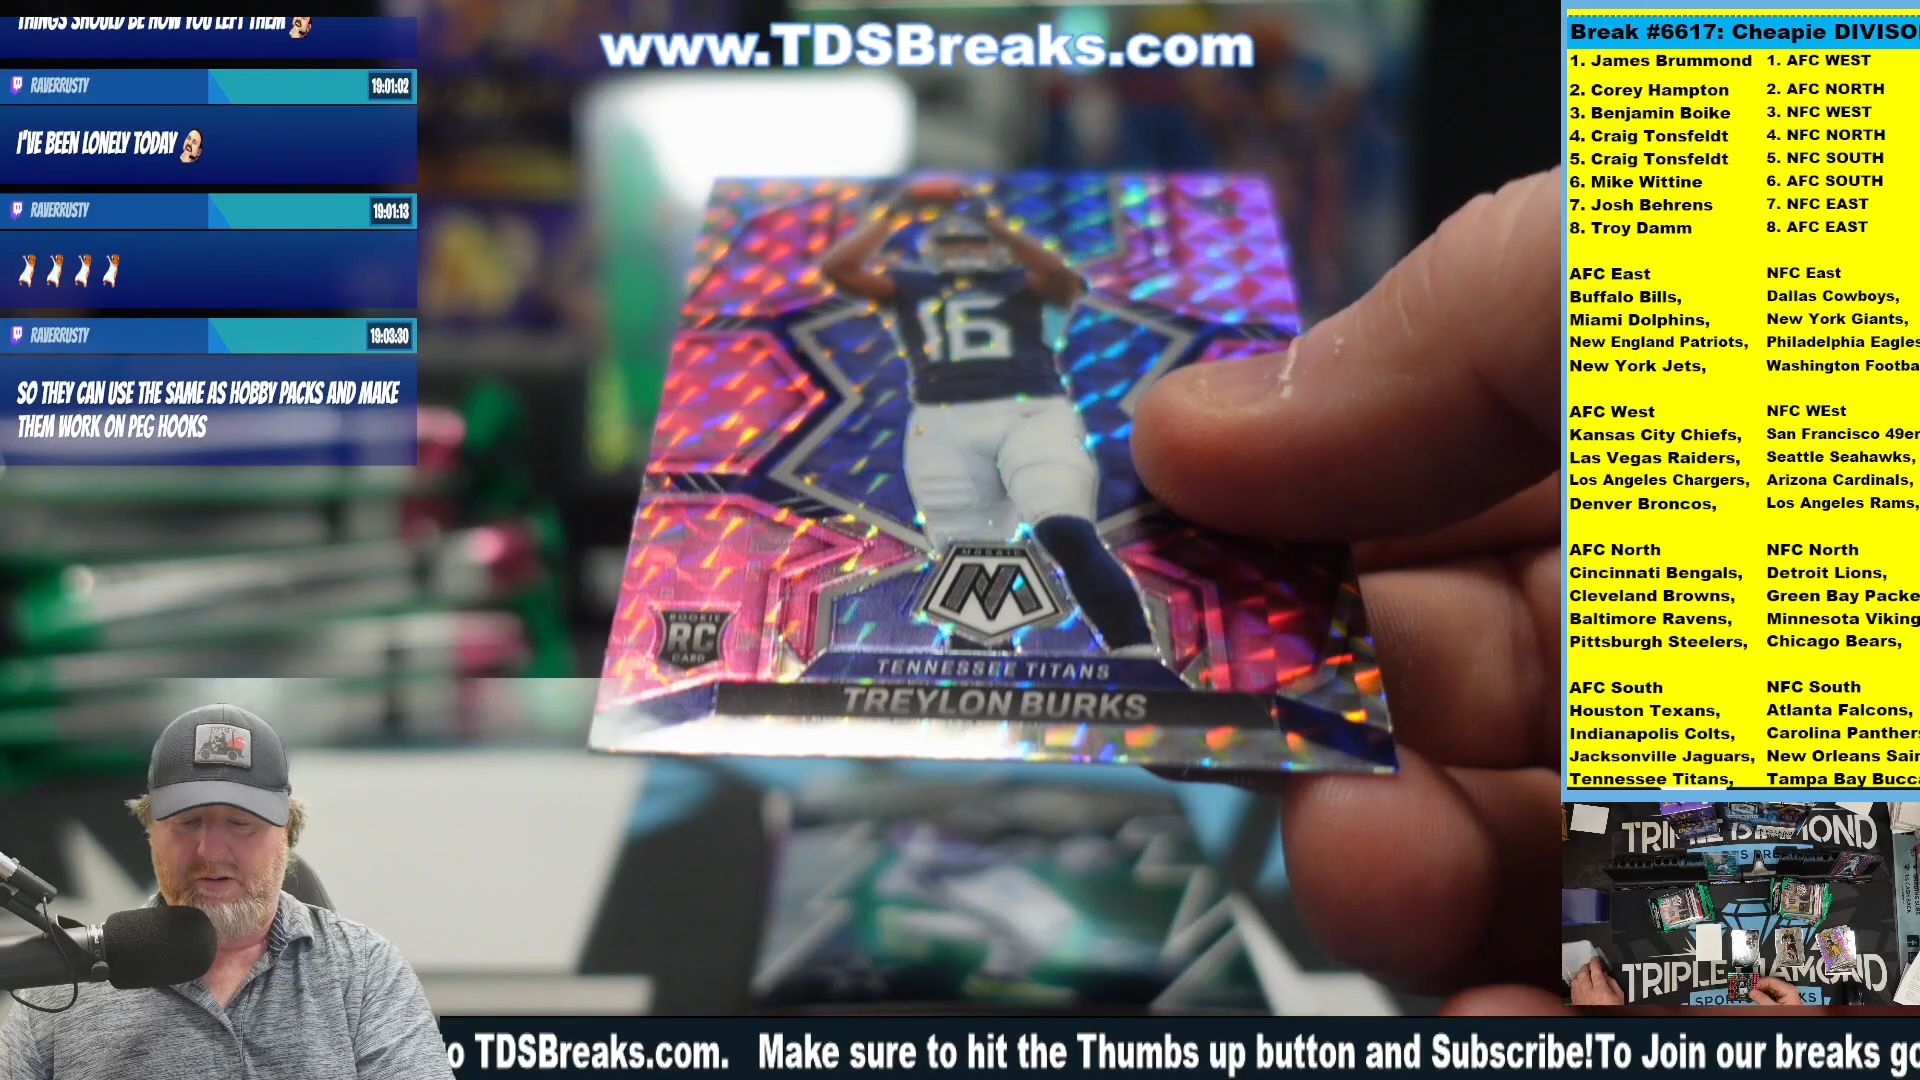 THINGS SHOULD BE HOW YOU LEFT THEM
RAVERRUSTY 19:01:02
I'VE BEEN LONELY TODAY
RAVERRUSTY 19:01:13
RAVERRUSTY 19:03:30
SO THEY CAN USE THE SAME AS HOBBY PACKS AND MAKE
THEM WORK ON PEG HOOKS
www.TDSBreaks.com
16
MOSAIC
ROOKIE
RC
CARD
TENNESSEE TITANS
TREYLON BURKS
Break #6617: Cheapie DIVISO
1. James Brummond 1. AFC WEST
2. Corey Hampton 2. AFC NORTH
3. Benjamin Boike 3. NFC WEST
4. Craig Tonsfeldt 4. NFC NORTH
5. Craig Tonsfeldt 5. NFC SOUTH
6. Mike Wittine 6. AFC SOUTH
7. Josh Behrens 7. NFC EAST
8. Troy Damm 8. AFC EAST
AFC East NFC East
Buffalo Bills, Dallas Cowboys,
Miami Dolphins, New York Giants,
New England Patriots, Philadelphia Eagles
New York Jets, Washington Footba
AFC West NFC WEst
Kansas City Chiefs, San Francisco 49er
Las Vegas Raiders, Seattle Seahawks,
Los Angeles Chargers, Arizona Cardinals,
Denver Broncos, Los Angeles Rams,
AFC North NFC North
Cincinnati Bengals, Detroit Lions,
Cleveland Browns, Green Bay Packe
Baltimore Ravens, Minnesota Viking
Pittsburgh Steelers, Chicago Bears,
AFC South NFC South
Houston Texans, Atlanta Falcons,
Indianapolis Colts, Carolina Panthers
Jacksonville Jaguars, New Orleans Sain
Tennessee Titans, Tampa Bay Bucca
TRIPLE DIAMOND
TRIPLE DIAMOND
o TDSBreaks.com. Make sure to hit the Thumbs up button and Subscribe!To Join our breaks go